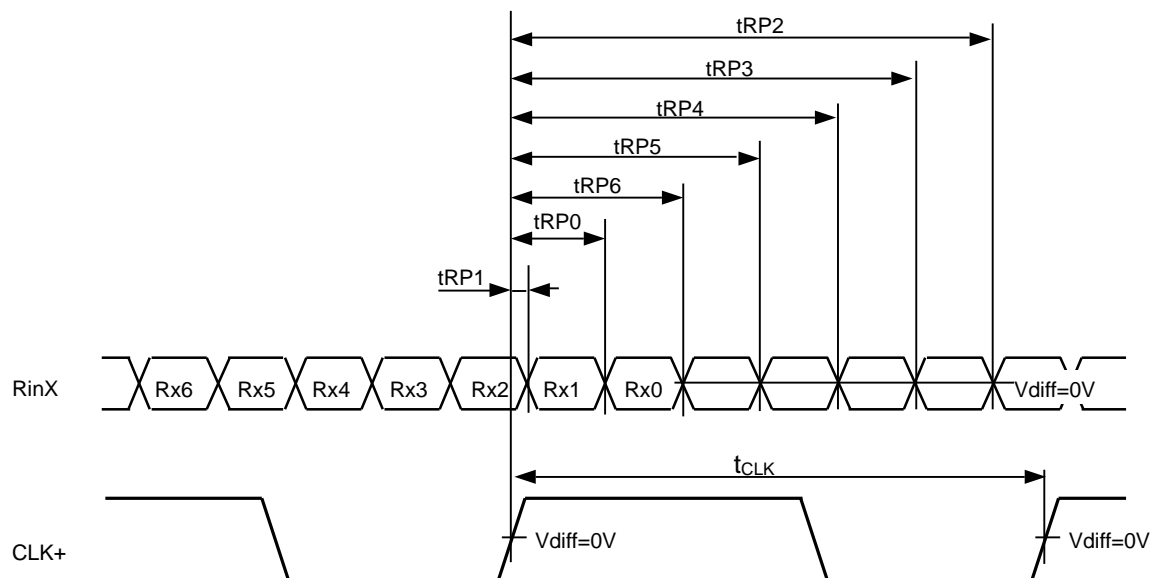 tRP2
tRP3
tRP4
tRP5
tRP6
tRP0
tRP1
RinX Rx6 Rx5 Rx4 Rx3 Rx2 Rx1 Rx0 Vdiff=0V
tCLK
CLK+ Vdiff=0V Vdiff=0V